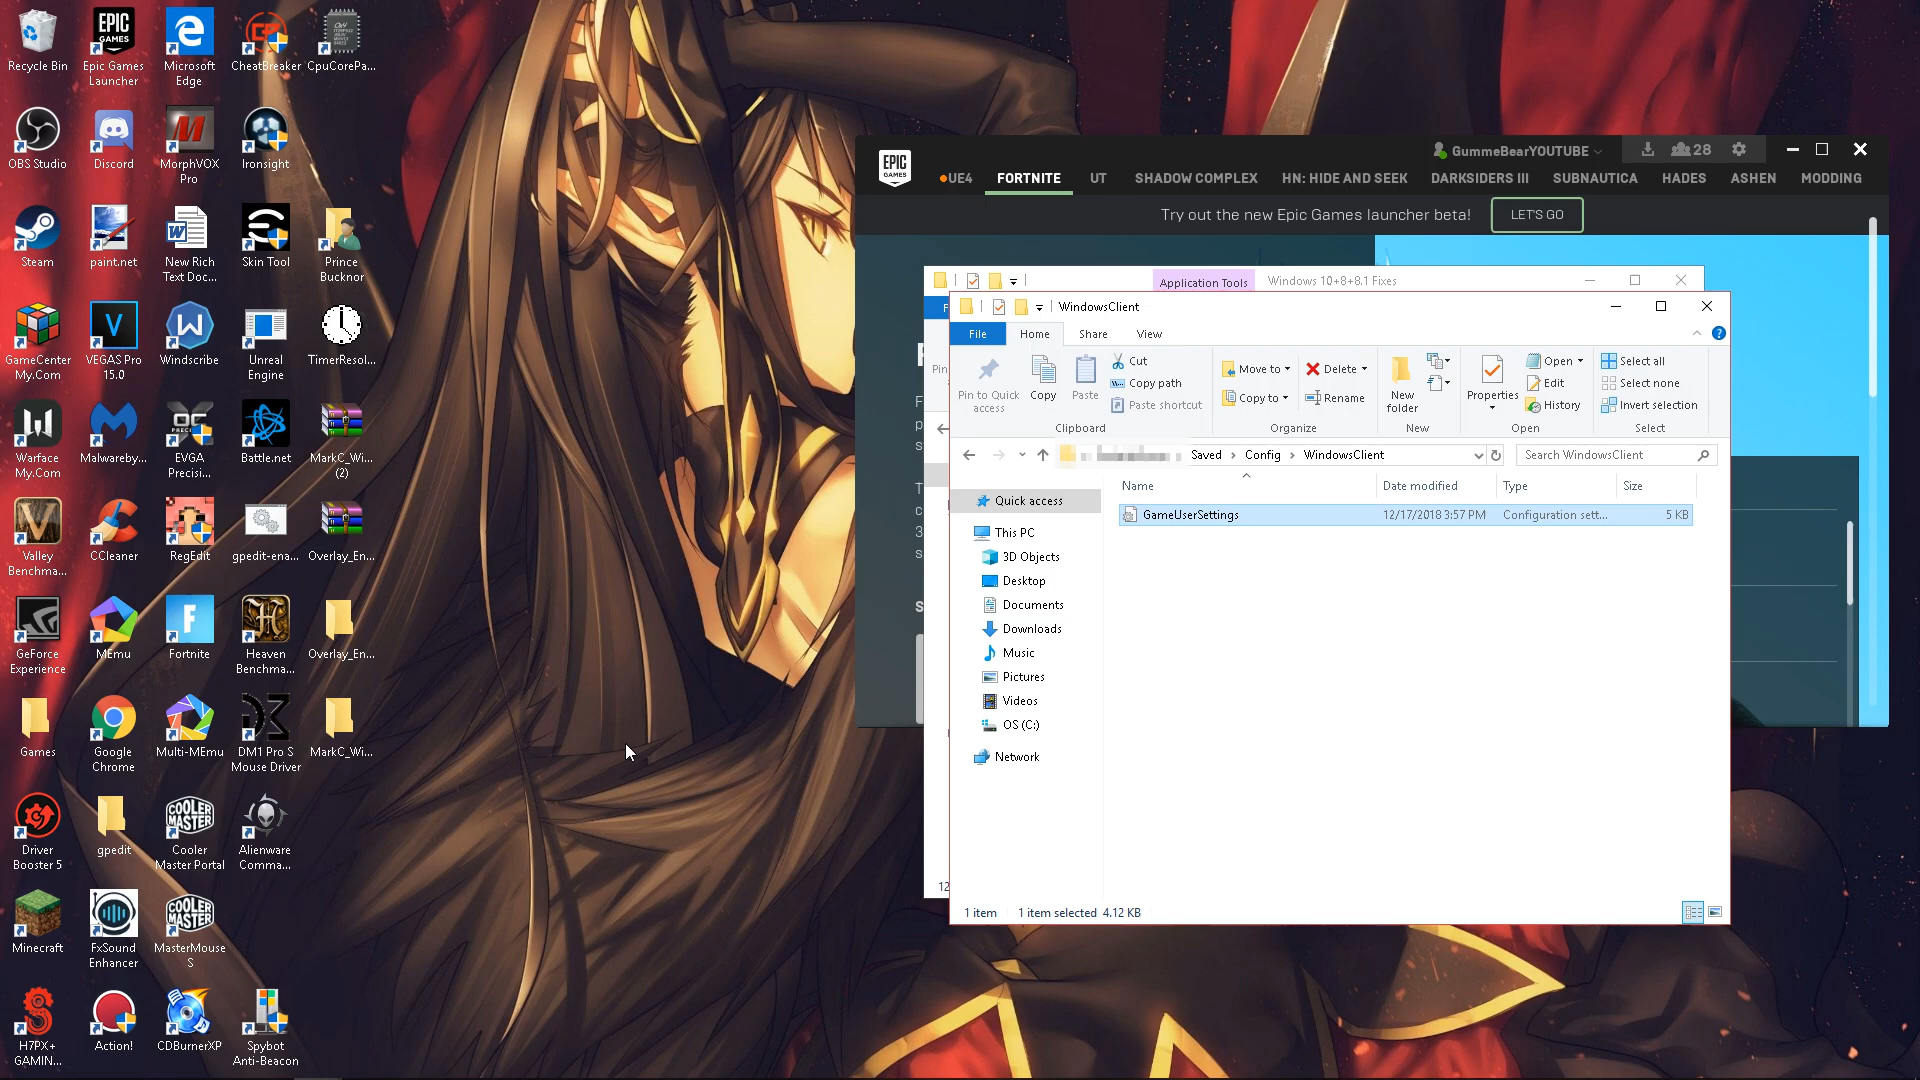 Recycle Bin
Epic Games
Launcher
Microsoft
Edge
CheatBreaker
CpuCorePa...
OBS Studio
Discord
MorphVOX
Pro
Ironsight
Steam
paint.net
New Rich
Text Doc...
Skin Tool
Prince
Bucknor
GameCenter
My.Com
VEGAS Pro
15.0
Windscribe
Unreal
Engine
TimerResol...
Warface
My.Com
Malwareby...
EVGA
Precisi...
Battle.net
MarkC_Wi...
(2)
Valley
Benchma...
CCleaner
RegEdit
gpedit-ena...
Overlay_En...
GeForce
Experience
MEmu
Fortnite
Heaven
Benchma...
Overlay_En...
Games
Google
Chrome
Multi-MEmu
DM1 Pro S
Mouse Driver
MarkC_Wi...
Driver
Booster 5
gpedit
Cooler
Master Portal
Alienware
Comma...
Minecraft
FxSound
Enhancer
MasterMouse
S
H7PX+
GAMIN...
Action!
CDBurnerXP
Spybot
Anti-Beacon
EPIC
GAMES
GummeBearYOUTUBE
28
UE4 FORTNITE UT SHADOW COMPLEX HN: HIDE AND SEEK DARKSIDERS III SUBNAUTICA HADES ASHEN MODDING
Try out the new Epic Games launcher beta! LET'S GO
Application Tools Windows 10+8+8.1 Fixes
WindowsClient
File Home Share View
Pin to Quick
access
Copy
Paste
Cut
Copy path
Paste shortcut
Clipboard
Move to
Copy to
Delete
Rename
Organize
New
folder
New
Properties
Open
Edit
History
Open
Select all
Select none
Invert selection
Select
Saved > Config > WindowsClient
Search WindowsClient
Name Date modified Type Size
GameUserSettings 12/17/2018 3:57 PM Configuration sett... 5 KB
Quick access
This PC
3D Objects
Desktop
Documents
Downloads
Music
Pictures
Videos
OS (C:)
Network
1 item 1 item selected 4.12 KB